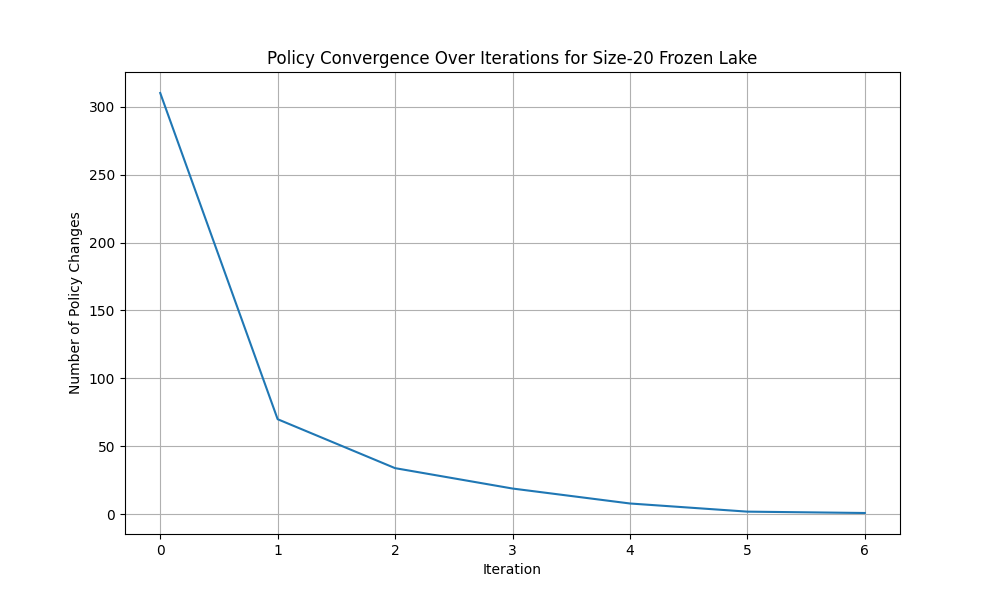 Policy Convergence Over Iterations for Size-20 Frozen Lake
Number of Policy Changes
300
250
200
150
100
50
0
0 1 2 3 4 5 6
Iteration